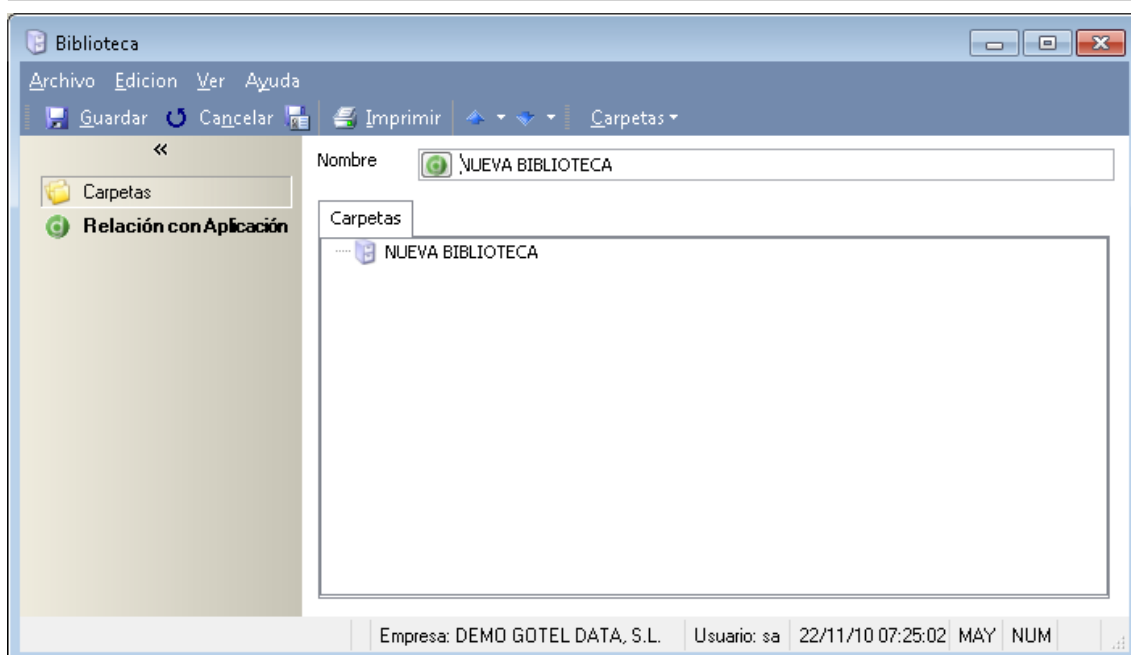 Biblioteca
Archivo Edicion Ver Ayuda
Guardar Cancelar Imprimir Carpetas
«
Nombre NUEVA BIBLIOTECA
Carpetas
Relación con Aplicación
Carpetas
NUEVA BIBLIOTECA
Empresa: DEMO GOTEL DATA, S.L. Usuario: sa 22/11/10 07:25:02 MAY NUM